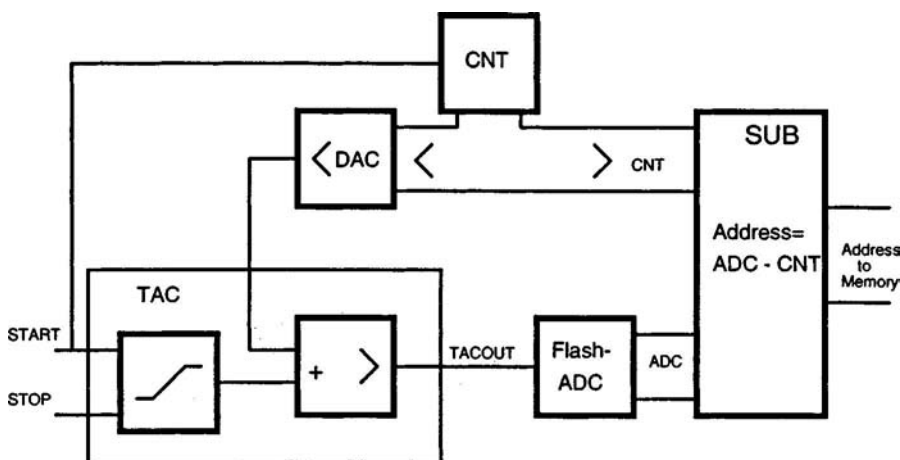 CNT
DAC
CNT
SUB
Address=
ADC - CNT
Address
to
Memory
TAC
START
STOP
+
TACOUT
Flash-
ADC
ADC